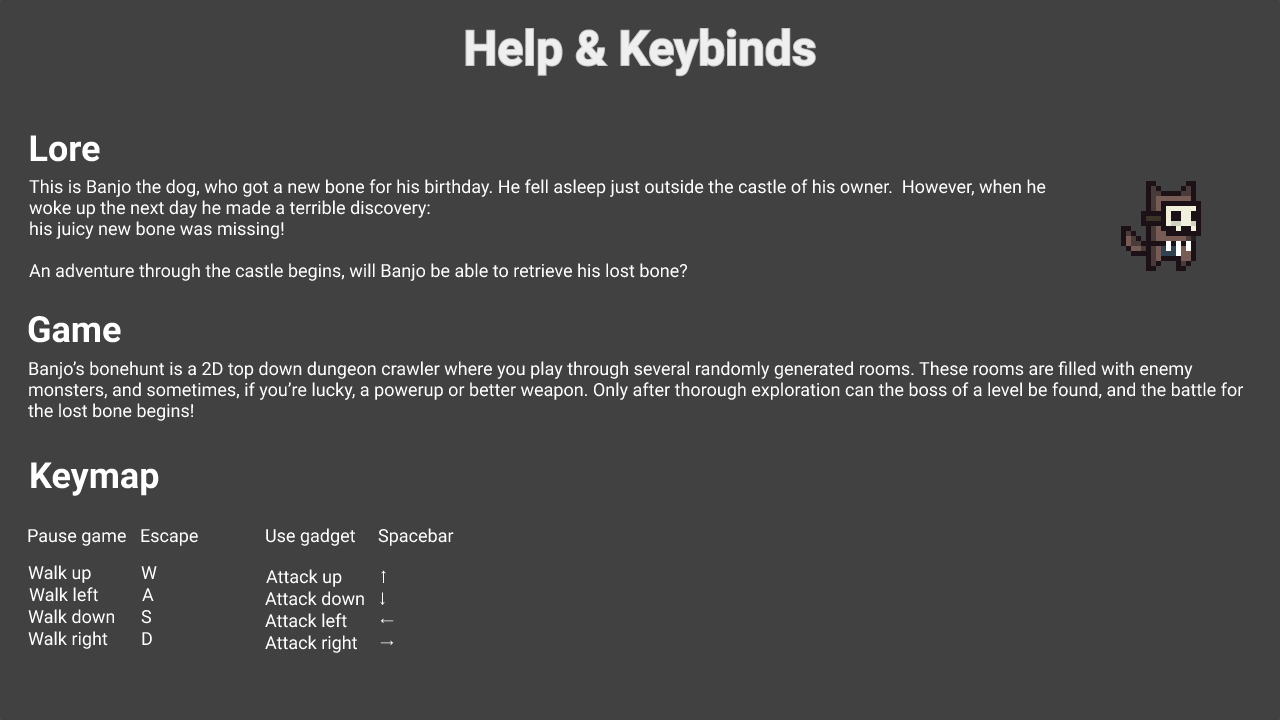 Help & Keybinds
Lore
This is Banjo the dog, who got a new bone for his birthday. He fell asleep just outside the castle of his owner.  However, when he
woke up the next day he made a terrible discovery:
his juicy new bone was missing!
An adventure through the castle begins, will Banjo be able to retrieve his lost bone?
Game
Banjo’s bonehunt is a 2D top down dungeon crawler where you play through several randomly generated rooms. These rooms are filled with enemy
monsters, and sometimes, if you’re lucky, a powerup or better weapon. Only after thorough exploration can the boss of a level be found, and the battle for
the lost bone begins!
Keymap
Pause game Escape
Walk up W
Walk left A
Walk down S
Walk right D
Use gadget Spacebar
Attack up ↑
Attack down ↓
Attack left ←
Attack right →